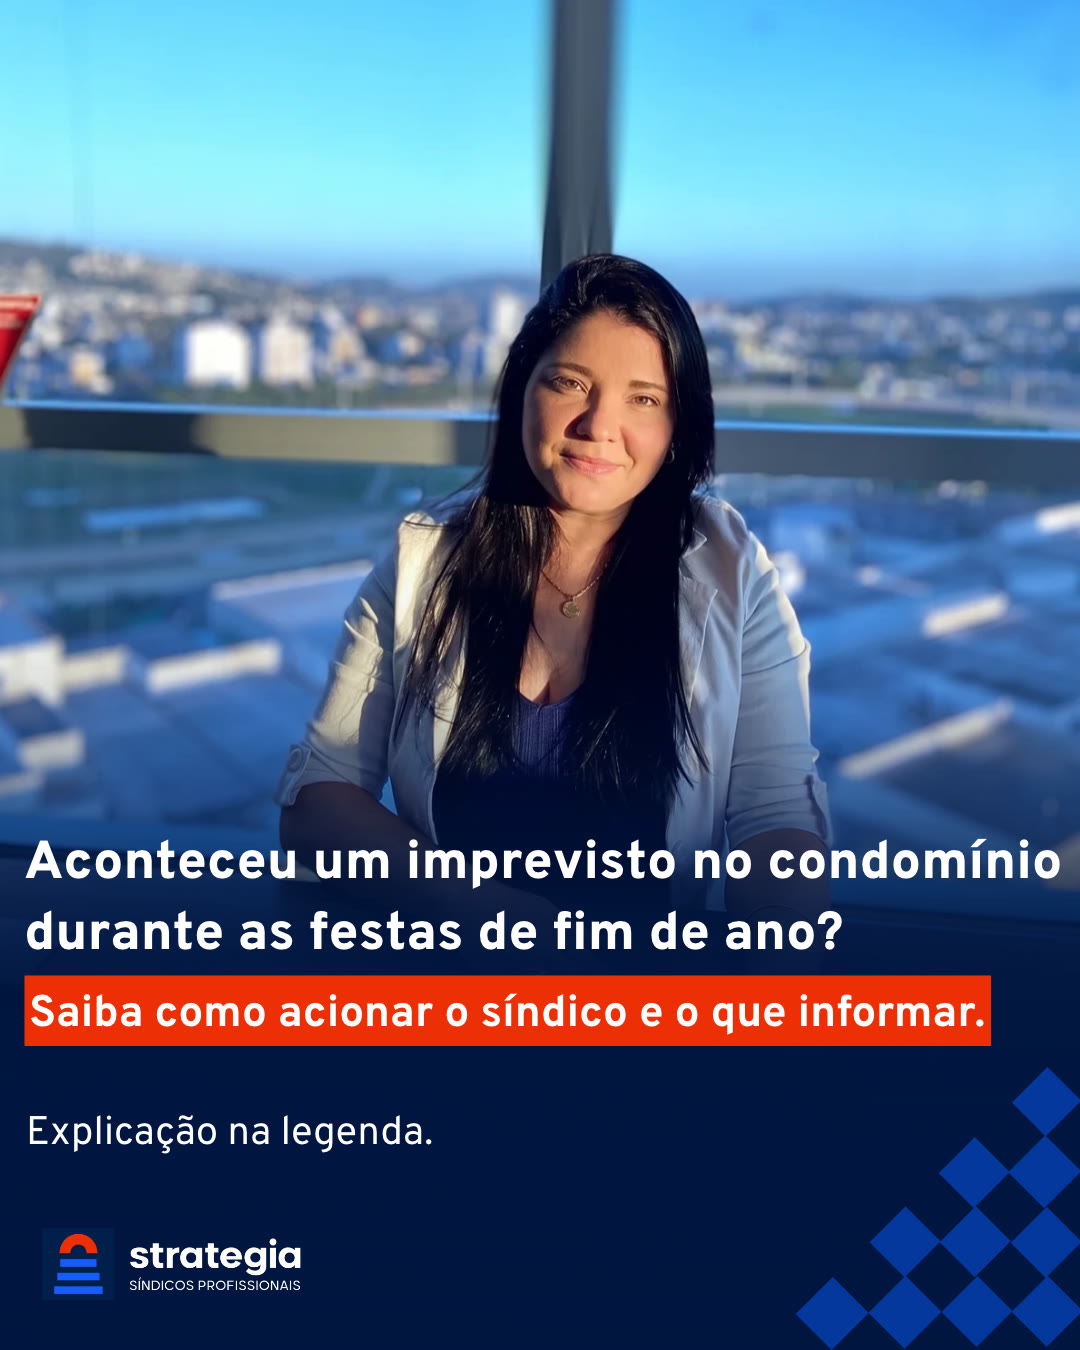 Aconteceu um imprevisto no condomínio
durante as festas de fim de ano?
Saiba como acionar o síndico e o que informar.
Explicação na legenda.
strategia
SÍNDICOS PROFISSIONAIS